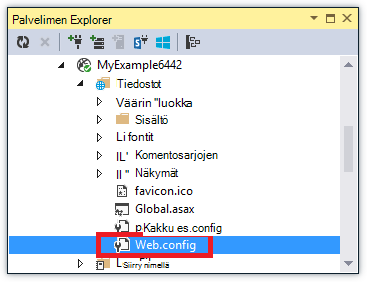 Palvelimen Explorer
MyExample6442
Tiedostot
Väärin "luokka
Sisältö
Li fontit
IL' Komentosarjojen
II " Näkymät
favicon.ico
Global.asax
pKakku es.config
Web.config
Siirry nimellä